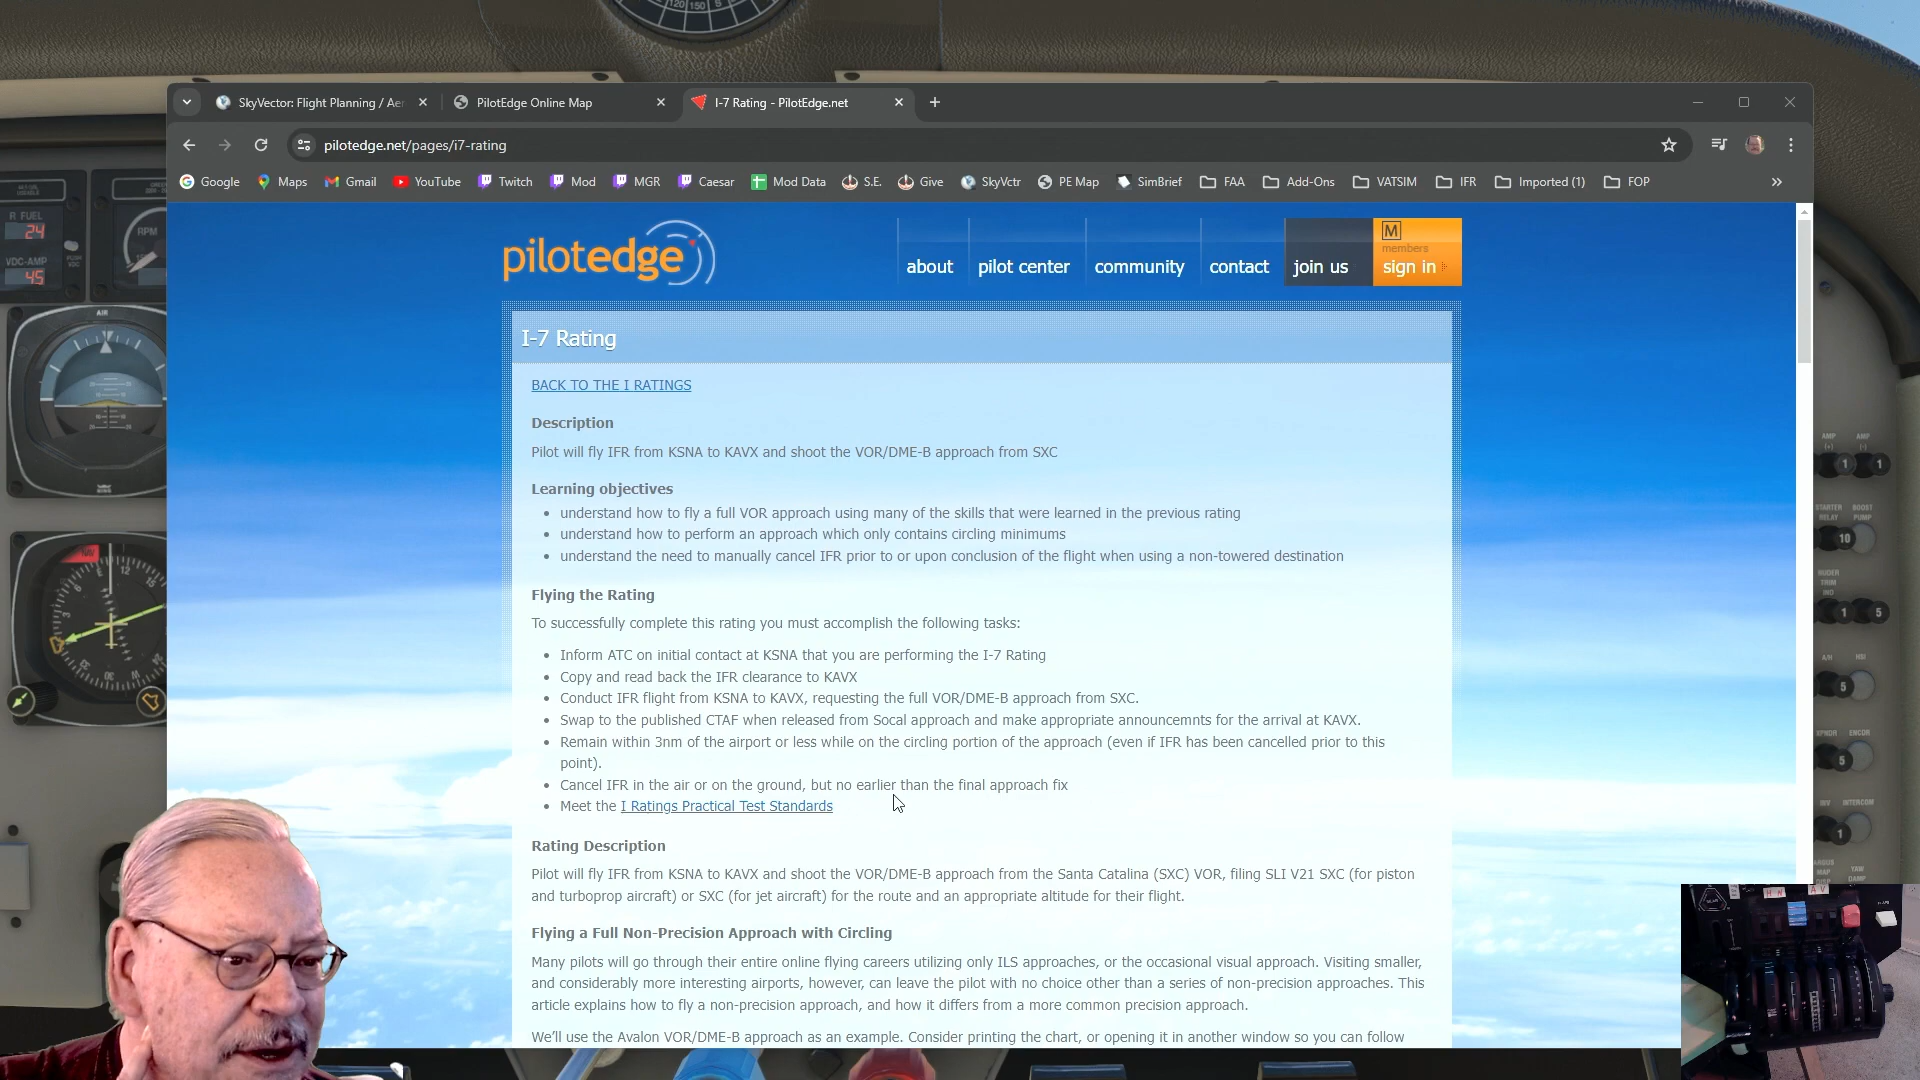 SkyVector: Flight Planning / Aer
PilotEdge Online Map
I-7 Rating - PilotEdge.net
pilotedge.net/pages/i7-rating
Google Maps Gmail YouTube Twitch Mod MGR Caesar Mod Data S.E. Give SkyVctr PE Map SimBrief FAA Add-Ons VATSIM IFR Imported (1) FOP
pilotedge
about
pilot center
community
contact
join us
M
members
sign in
I-7 Rating
BACK TO THE I RATINGS
Description
Pilot will fly IFR from KSNA to KAVX and shoot the VOR/DME-B approach from SXC
Learning objectives
understand how to fly a full VOR approach using many of the skills that were learned in the previous rating
understand how to perform an approach which only contains circling minimums
understand the need to manually cancel IFR prior to or upon conclusion of the flight when using a non-towered destination
Flying the Rating
To successfully complete this rating you must accomplish the following tasks:
Inform ATC on initial contact at KSNA that you are performing the I-7 Rating
Copy and read back the IFR clearance to KAVX
Conduct IFR flight from KSNA to KAVX, requesting the full VOR/DME-B approach from SXC.
Swap to the published CTAF when released from Socal approach and make appropriate announcemnts for the arrival at KAVX.
Remain within 3nm of the airport or less while on the circling portion of the approach (even if IFR has been cancelled prior to this
point).
Cancel IFR in the air or on the ground, but no earlier than the final approach fix
Meet the I Ratings Practical Test Standards
Rating Description
Pilot will fly IFR from KSNA to KAVX and shoot the VOR/DME-B approach from the Santa Catalina (SXC) VOR, filing SLI V21 SXC (for piston
and turboprop aircraft) or SXC (for jet aircraft) for the route and an appropriate altitude for their flight.
Flying a Full Non-Precision Approach with Circling
Many pilots will go through their entire online flying careers utilizing only ILS approaches, or the occasional visual approach. Visiting smaller,
and considerably more interesting airports, however, can leave the pilot with no choice other than a series of non-precision approaches. This
article explains how to fly a non-precision approach, and how it differs from a more common precision approach.
We'll use the Avalon VOR/DME-B approach as an example. Consider printing the chart, or opening it in another window so you can follow
R FUEL
24
VDC-AMP
45
RPM
AIR
120
150
STARTER
RELAY
BOOST
PUMP
10
1
5